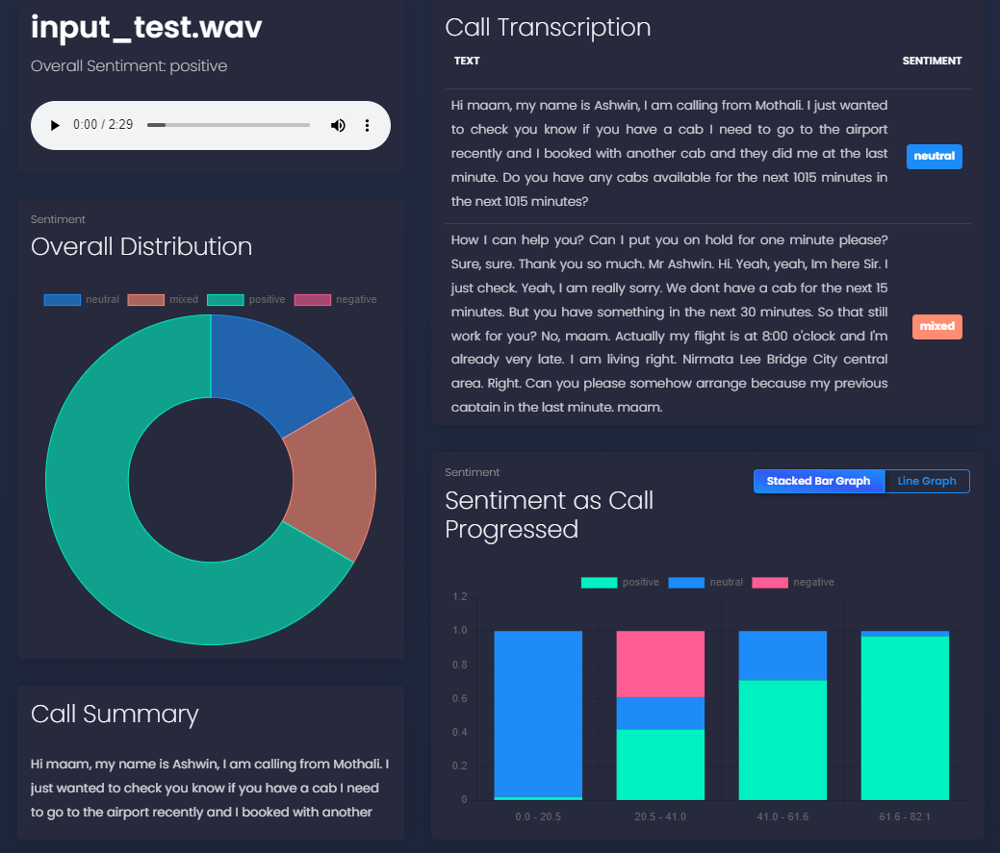 input_test.wav
Overall Sentiment: positive
0:00 / 2:29
Sentiment
Overall Distribution
neutral mixed positive negative
Call Summary
Hi maam, my name is Ashwin, I am calling from Mothali. I
just wanted to check you know if you have a cab I need
to go to the airport recently and I booked with another
Call Transcription
TEXT SENTIMENT
Hi maam, my name is Ashwin, I am calling from Mothali. I just wanted
to check you know if you have a cab I need to go to the airport
recently and I booked with another cab and they did me at the last
minute. Do you have any cabs available for the next 1015 minutes in
the next 1015 minutes?
neutral
How I can help you? Can I put you on hold for one minute please?
Sure, sure. Thank you so much. Mr Ashwin. Hi. Yeah, yeah, Im here Sir. I
just check. Yeah, I am really sorry. We dont have a cab for the next 15
minutes. But you have something in the next 30 minutes. So that still
work for you? No, maam. Actually my flight is at 8:00 o'clock and I'm
already very late. I am living right. Nirmata Lee Bridge City central
area. Right. Can you please somehow arrange because my previous
captain in the last minute, maam.
mixed
Sentiment
Sentiment as Call
Progressed
Stacked Bar Graph Line Graph
positive neutral negative
1.2
1.0
0.8
0.6
0.4
0.2
0
0.0 - 20.5 20.5 - 41.0 41.0 - 61.6 61.6 - 82.1